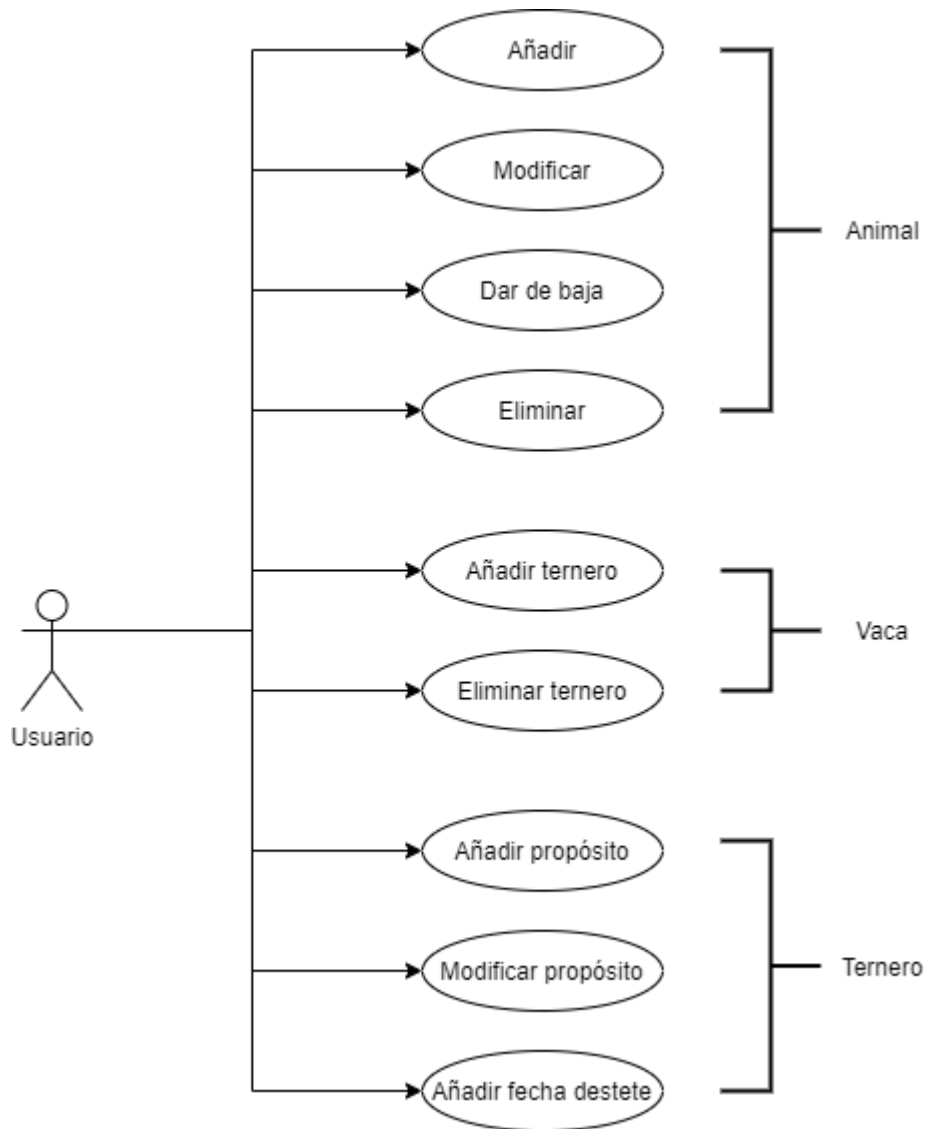 Añadir
Modificar
Dar de baja
Eliminar
Animal
Añadir ternero
Eliminar ternero
Vaca
Usuario
Añadir propósito
Modificar propósito
Añadir fecha destete
Ternero